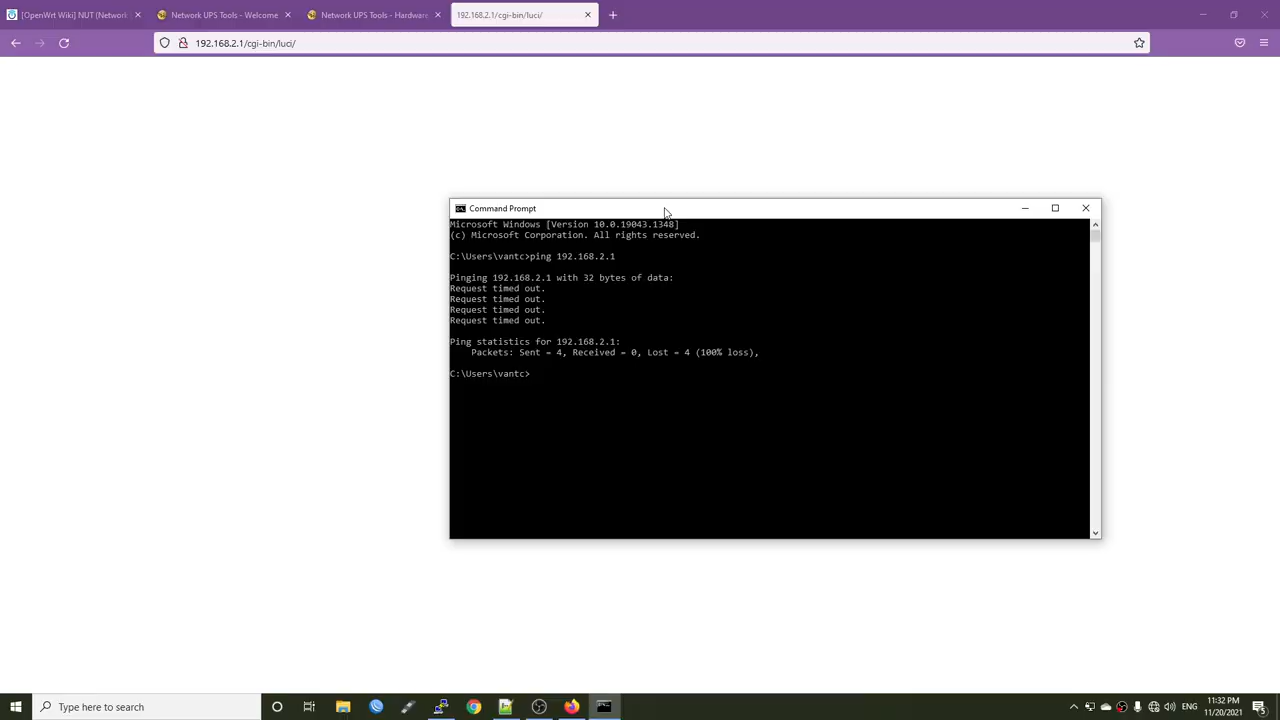 [OpenWrt Wiki] NUT (Network
Network UPS Tools - Welcome
Network UPS Tools - Hardware
192.168.2.1/cgi-bin/luci/
192.168.2.1/cgi-bin/luci/
Command Prompt
Microsoft Windows [Version 10.0.19043.1348]
(c) Microsoft Corporation. All rights reserved.
C:\Users\vantc>ping 192.168.2.1
Pinging 192.168.2.1 with 32 bytes of data:
Request timed out.
Request timed out.
Request timed out.
Request timed out.
Ping statistics for 192.168.2.1:
Packets: Sent = 4, Received = 0, Lost = 4 (100% loss),
C:\Users\vantc>
Type here to search
ENG
11:32 PM
11/20/2021